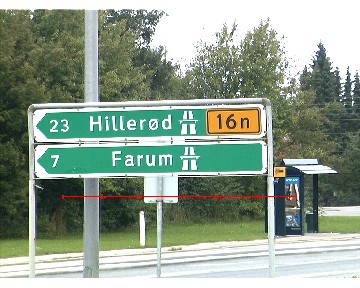 23 Hillerød 16n
7 Farum